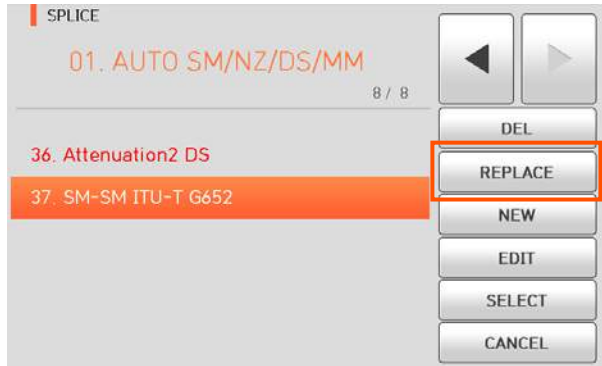 SPLICE
01. AUTO SM/NZ/DS/MM
8 / 8
36. Attenuation2 DS
37. SM-SM ITU-T G652
DEL
REPLACE
NEW
EDIT
SELECT
CANCEL